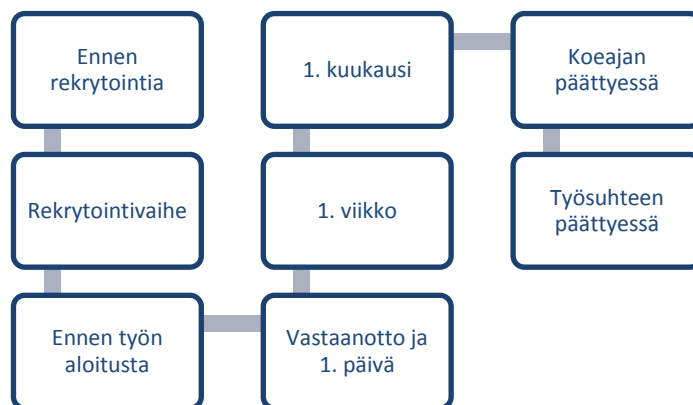 Ennen
rekrytointia
Rekrytointivaihe
Ennen työn
aloitusta
Vastaanotto ja
1. päivä
1. viikko
1. kuukausi
Koeajan
päättyessä
Työsuhteen
päättyessä